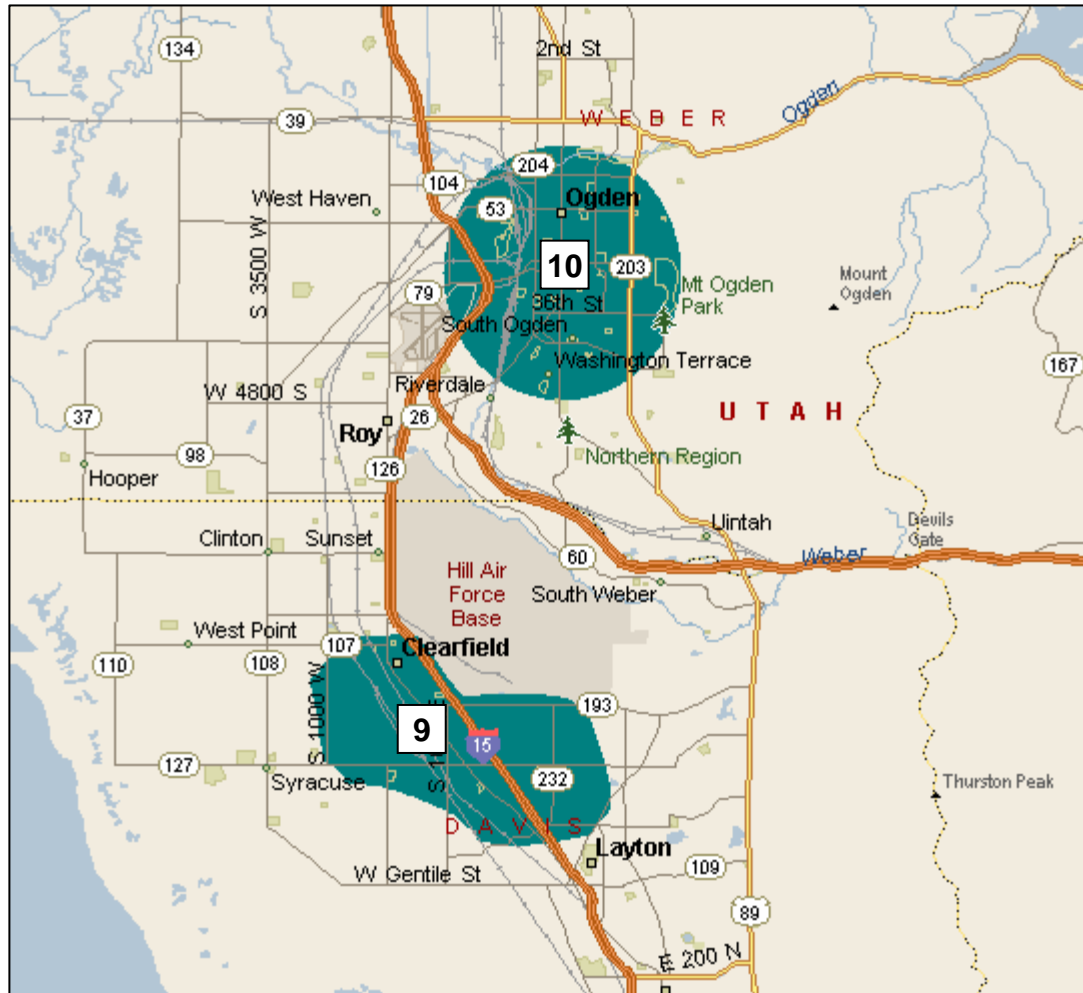 134
2nd St
39
W E B E R
Ogden
204
104
West Haven
53
Ogden
S 3500 W
10
203
Mt Ogden
Park
Mount
Ogden
79
36th St
South Ogden
Washington Terrace
167
Riverdale
W 4800 S
37
26
U T A H
Roy
98
126
Northern Region
Hooper
Uintah
Devils
Gate
Clinton
Sunset
60
Weber
Hill Air
Force
Base
South Weber
West Point
107
Clearfield
110
108
S 1000 W
193
9
15
127
Syracuse
232
Thurston Peak
D A V I S
Layton
W Gentile St
109
89
E 200 N